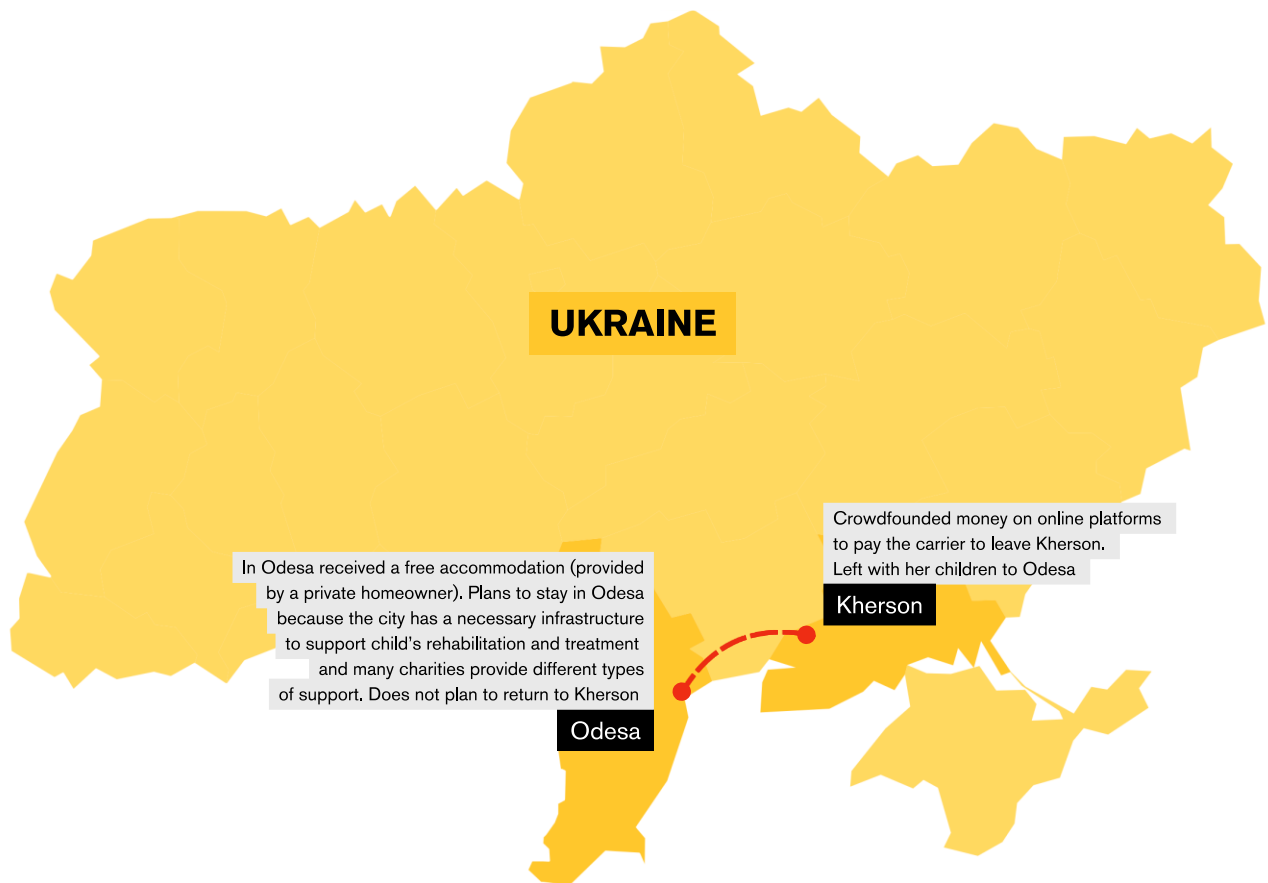 UKRAINE
Crowdfounded money on online platforms
to pay the carrier to leave Kherson.
Left with her children to Odesa
Kherson
In Odesa received a free accommodation (provided
by a private homeowner). Plans to stay in Odesa
because the city has a necessary infrastructure
to support child's rehabilitation and treatment
and many charities provide different types
of support. Does not plan to return to Kherson
Odesa